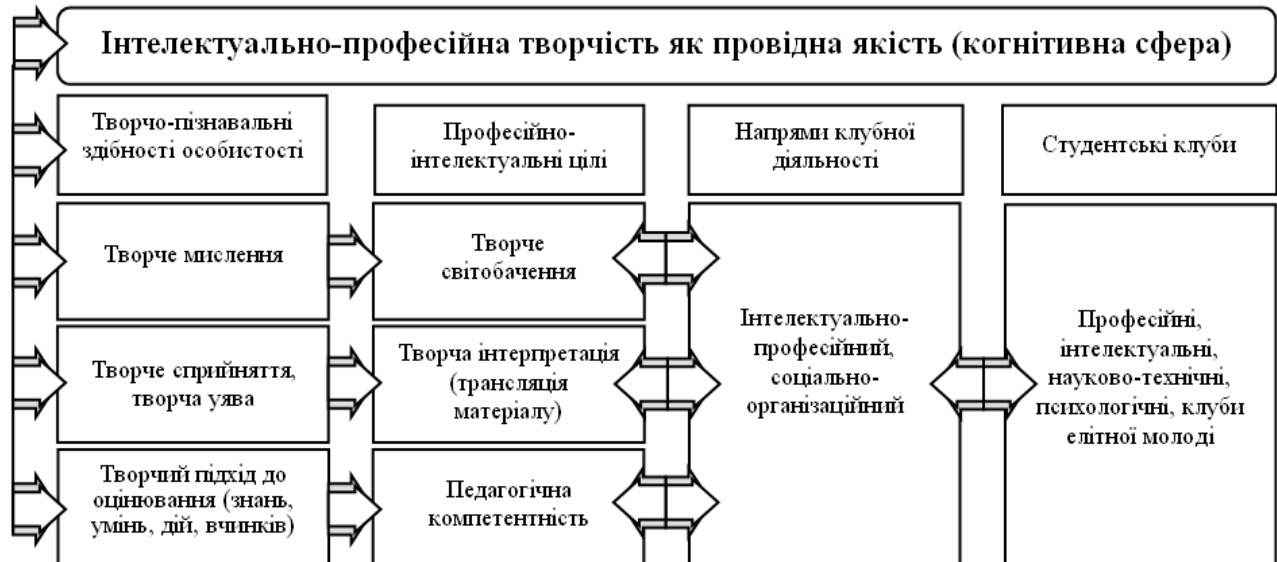 Інтелектуально-професійна творчість як провідна якість (когнітивна сфера)
Творчо-пізнавальні
здібності особистості
Професійно-
інтелектуальні цілі
Напрями клубної
діяльності
Студентські клуби
Творче мислення
Творче
світобачення
Творче сприйняття,
творча уява
Творча інтерпретація
(трансляція
матеріалу)
Творчий підхід до
оцінювання (знань,
умінь, дій, вчинків)
Педагогічна
компетентність
Інтелектуально-
професійний,
соціально-
організаційний
Професійні,
інтелектуальні,
науково-технічні,
психологічні, клуби
елітної молоді